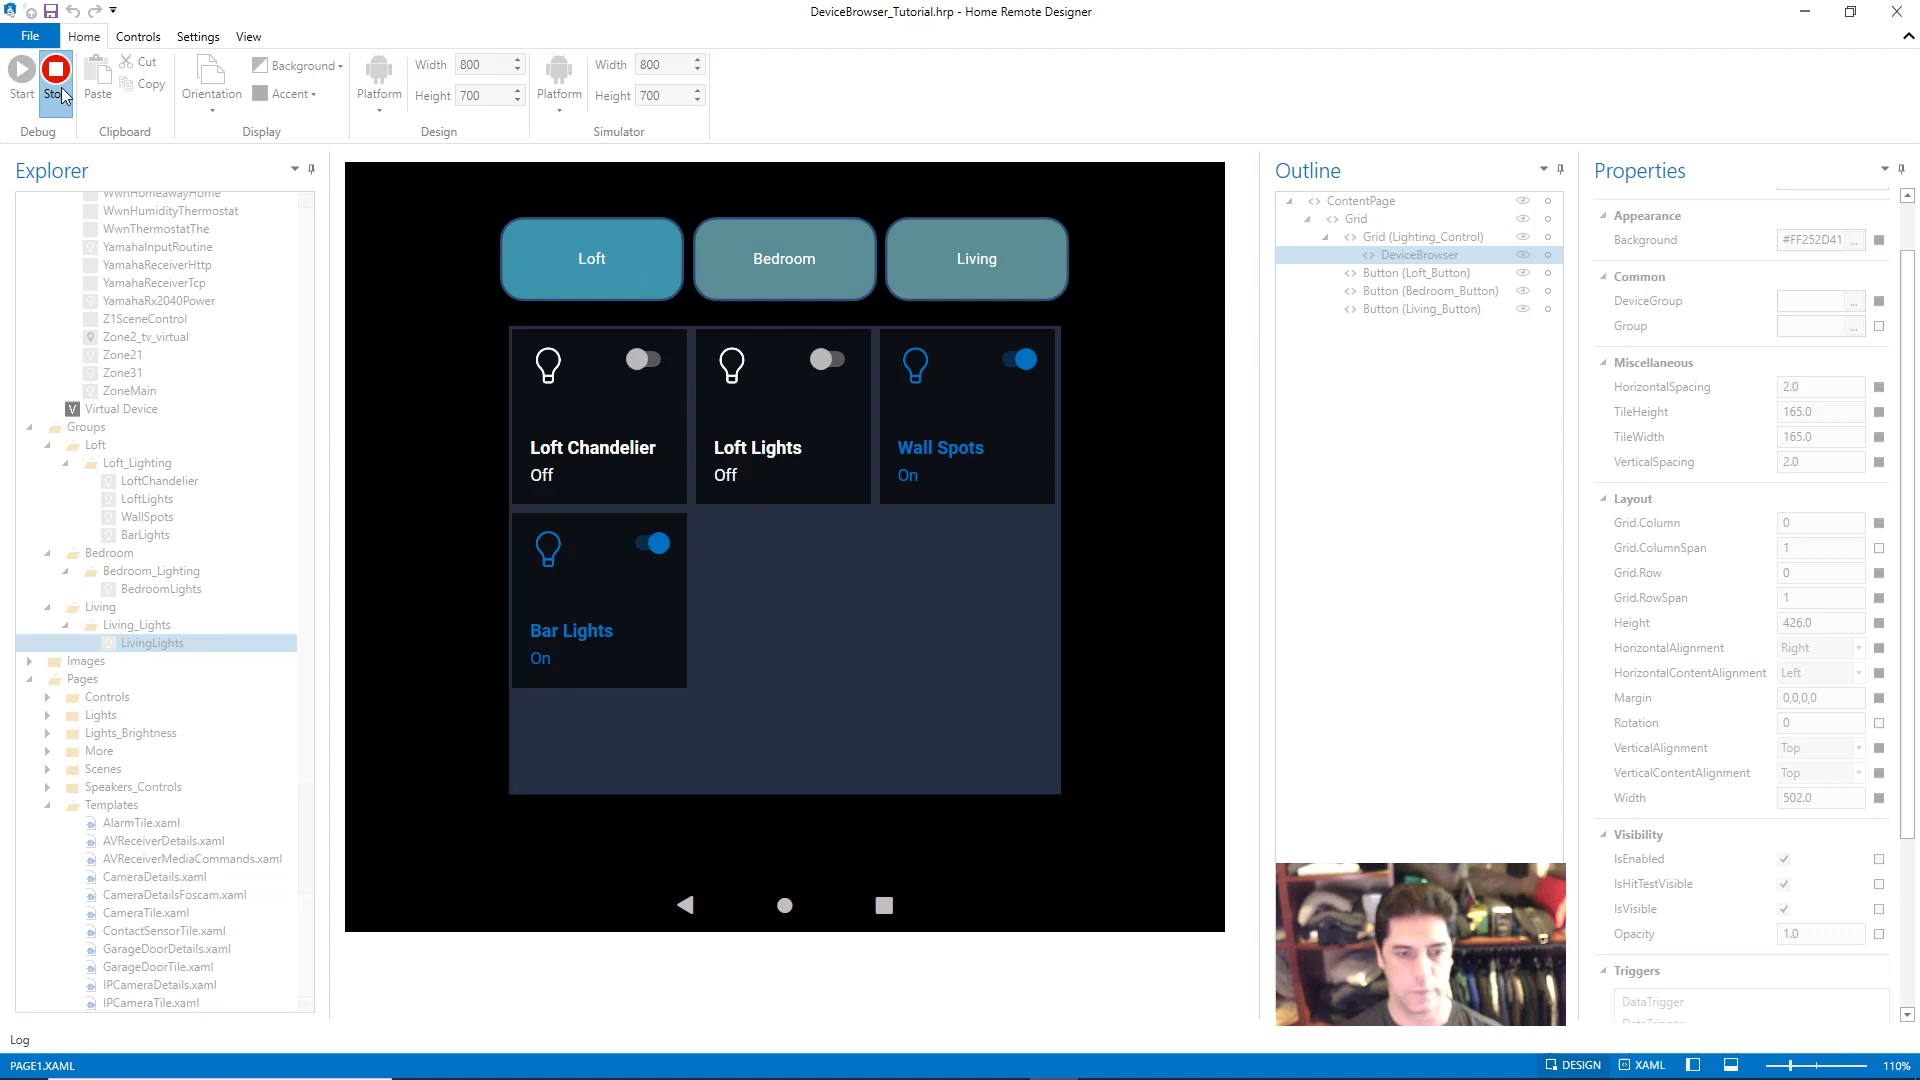 DeviceBrowser_Tutorial.hrp - Home Remote Designer
File Home Controls Settings View
Start
Debug
Paste
Cut
Copy
Clipboard
Orientation
Background
Accent
Display
Platform
Width 800
Height 700
Design
Platform
Width 800
Height 700
Simulator
Explorer
WwnHumidityThermostat
WwnThermostatThe
YamahaInputRoutine
YamahaReceiverHttp
YamahaReceiverTcp
YamahaRx2040Power
Z1SceneControl
Zone2_tv_virtual
Zone21
Zone31
ZoneMain
V Virtual Device
Groups
Loft
Loft_Lighting
LoftChandelier
LoftLights
WallSpots
BarLights
Bedroom
Bedroom_Lighting
BedroomLights
Living
Living_Lights
LivingLights
Images
Pages
Controls
Lights
Lights_Brightness
More
Scenes
Speakers_Controls
Templates
AlarmTile.xaml
AVReceiverDetails.xaml
AVReceiverMediaCommands.xaml
CameraDetails.xaml
CameraDetailsFoscam.xaml
CameraTile.xaml
ContactSensorTile.xaml
GarageDoorDetails.xaml
GarageDoorTile.xaml
IPCameraDetails.xaml
IPCameraTile.xaml
Loft Bedroom Living
Loft Chandelier
Off
Loft Lights
Off
Wall Spots
On
Bar Lights
On
Outline
ContentPage
Grid
Grid (Lighting_Control)
DeviceBrowser
Button (Loft_Button)
Button (Bedroom_Button)
Button (Living_Button)
Properties
Appearance
Background #FF252D41 ...
Common
DeviceGroup ...
Group ...
Miscellaneous
HorizontalSpacing 2.0
TileHeight 165.0
TileWidth 165.0
VerticalSpacing 2.0
Layout
Grid.Column 0
Grid.ColumnSpan 1
Grid.Row 0
Grid.RowSpan 1
Height 426.0
HorizontalAlignment Right
HorizontalContentAlignment Left
Margin 0,0,0,0
Rotation 0
VerticalAlignment Top
VerticalContentAlignment Top
Width 502.0
Visibility
IsEnabled
IsHitTestVisible
IsVisible
Opacity 1.0
Triggers
DataTrigger
Log
PAGE1.XAML
DESIGN XAML 110%